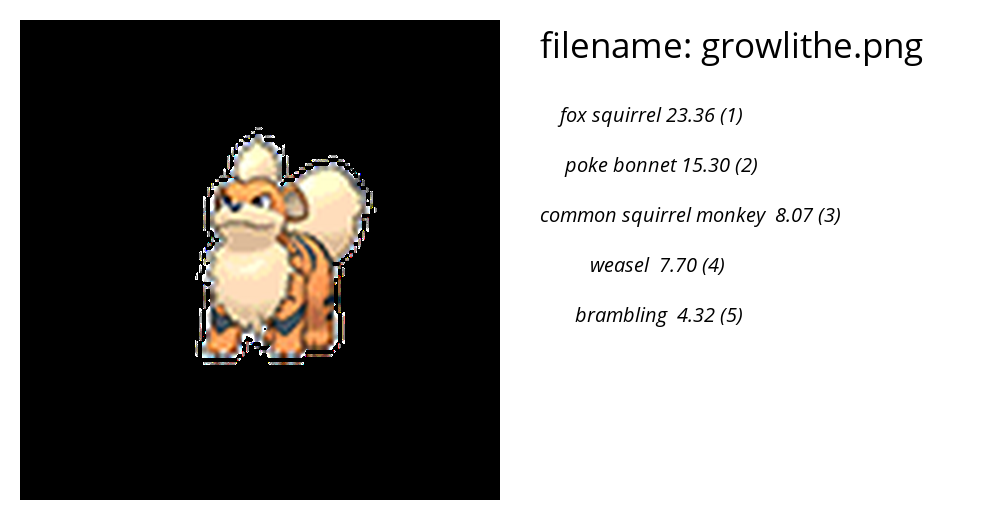 filename: growlithe.png
fox squirrel 23.36 (1)
poke bonnet 15.30 (2)
common squirrel monkey 8.07 (3)
weasel 7.70 (4)
brambling 4.32 (5)